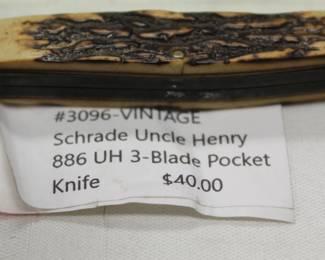 #3096-VINTAGE
Schrade Uncle Henry
886 UH 3-Blade Pocket
Knife $40.00